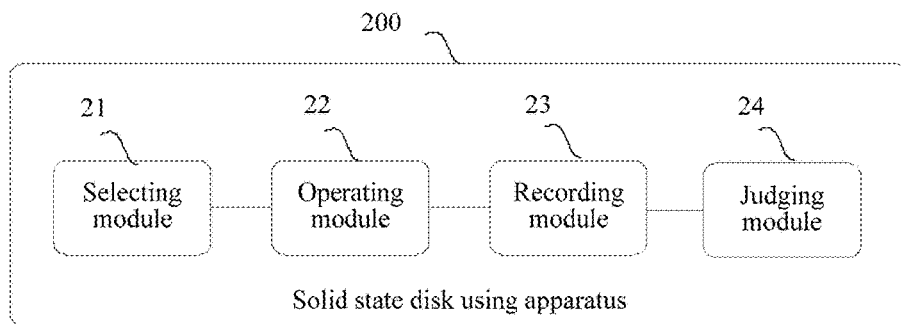 200
21
22
23
24
Selecting
module
Operating
module
Recording
module
Judging
module
Solid state disk using apparatus